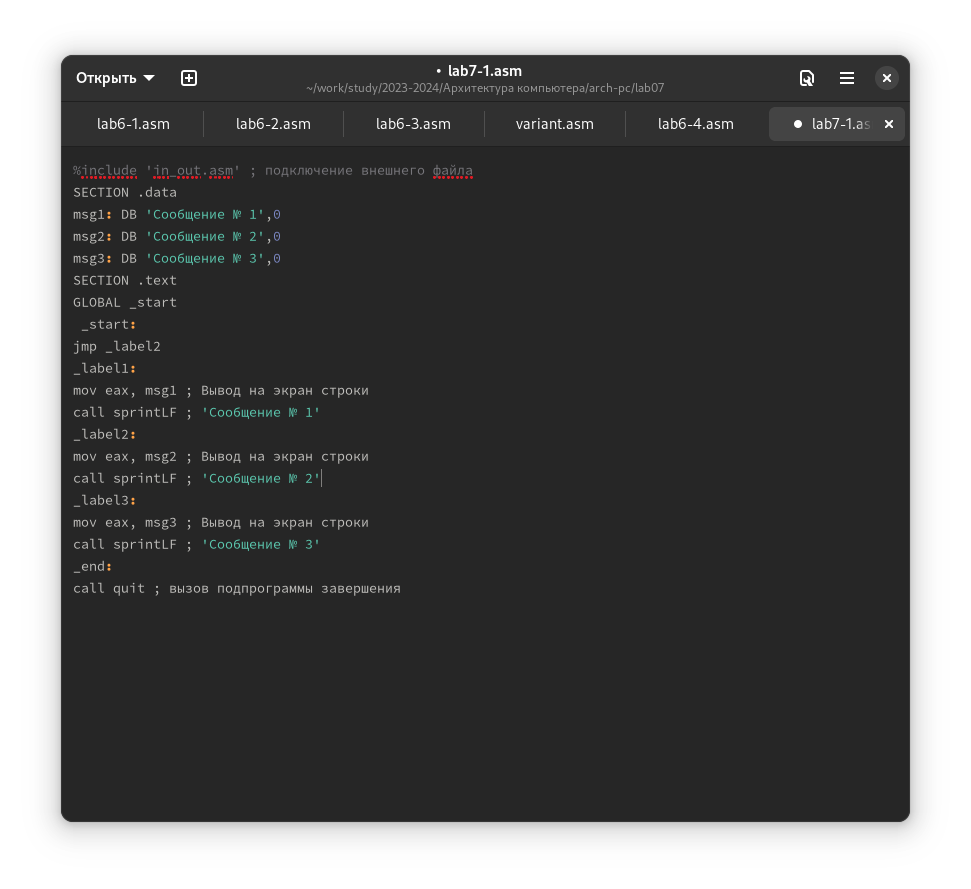 Открыть
• lab7-1.asm
~/work/study/2023-2024/Архитектура компьютера/arch-pc/lab07
lab6-1.asm
lab6-2.asm
lab6-3.asm
variant.asm
lab6-4.asm
lab7-1.as
%include 'in_out.asm' ; подключение внешнего файла
SECTION .data
msg1: DB 'Сообщение № 1',0
msg2: DB 'Сообщение № 2',0
msg3: DB 'Сообщение № 3',0
SECTION .text
GLOBAL _start
 _start:
jmp _label2
_label1:
mov eax, msg1 ; Вывод на экран строки
call sprintLF ; 'Сообщение № 1'
_label2:
mov eax, msg2 ; Вывод на экран строки
call sprintLF ; 'Сообщение № 2'
_label3:
mov eax, msg3 ; Вывод на экран строки
call sprintLF ; 'Сообщение № 3'
_end:
call quit ; вызов подпрограммы завершения